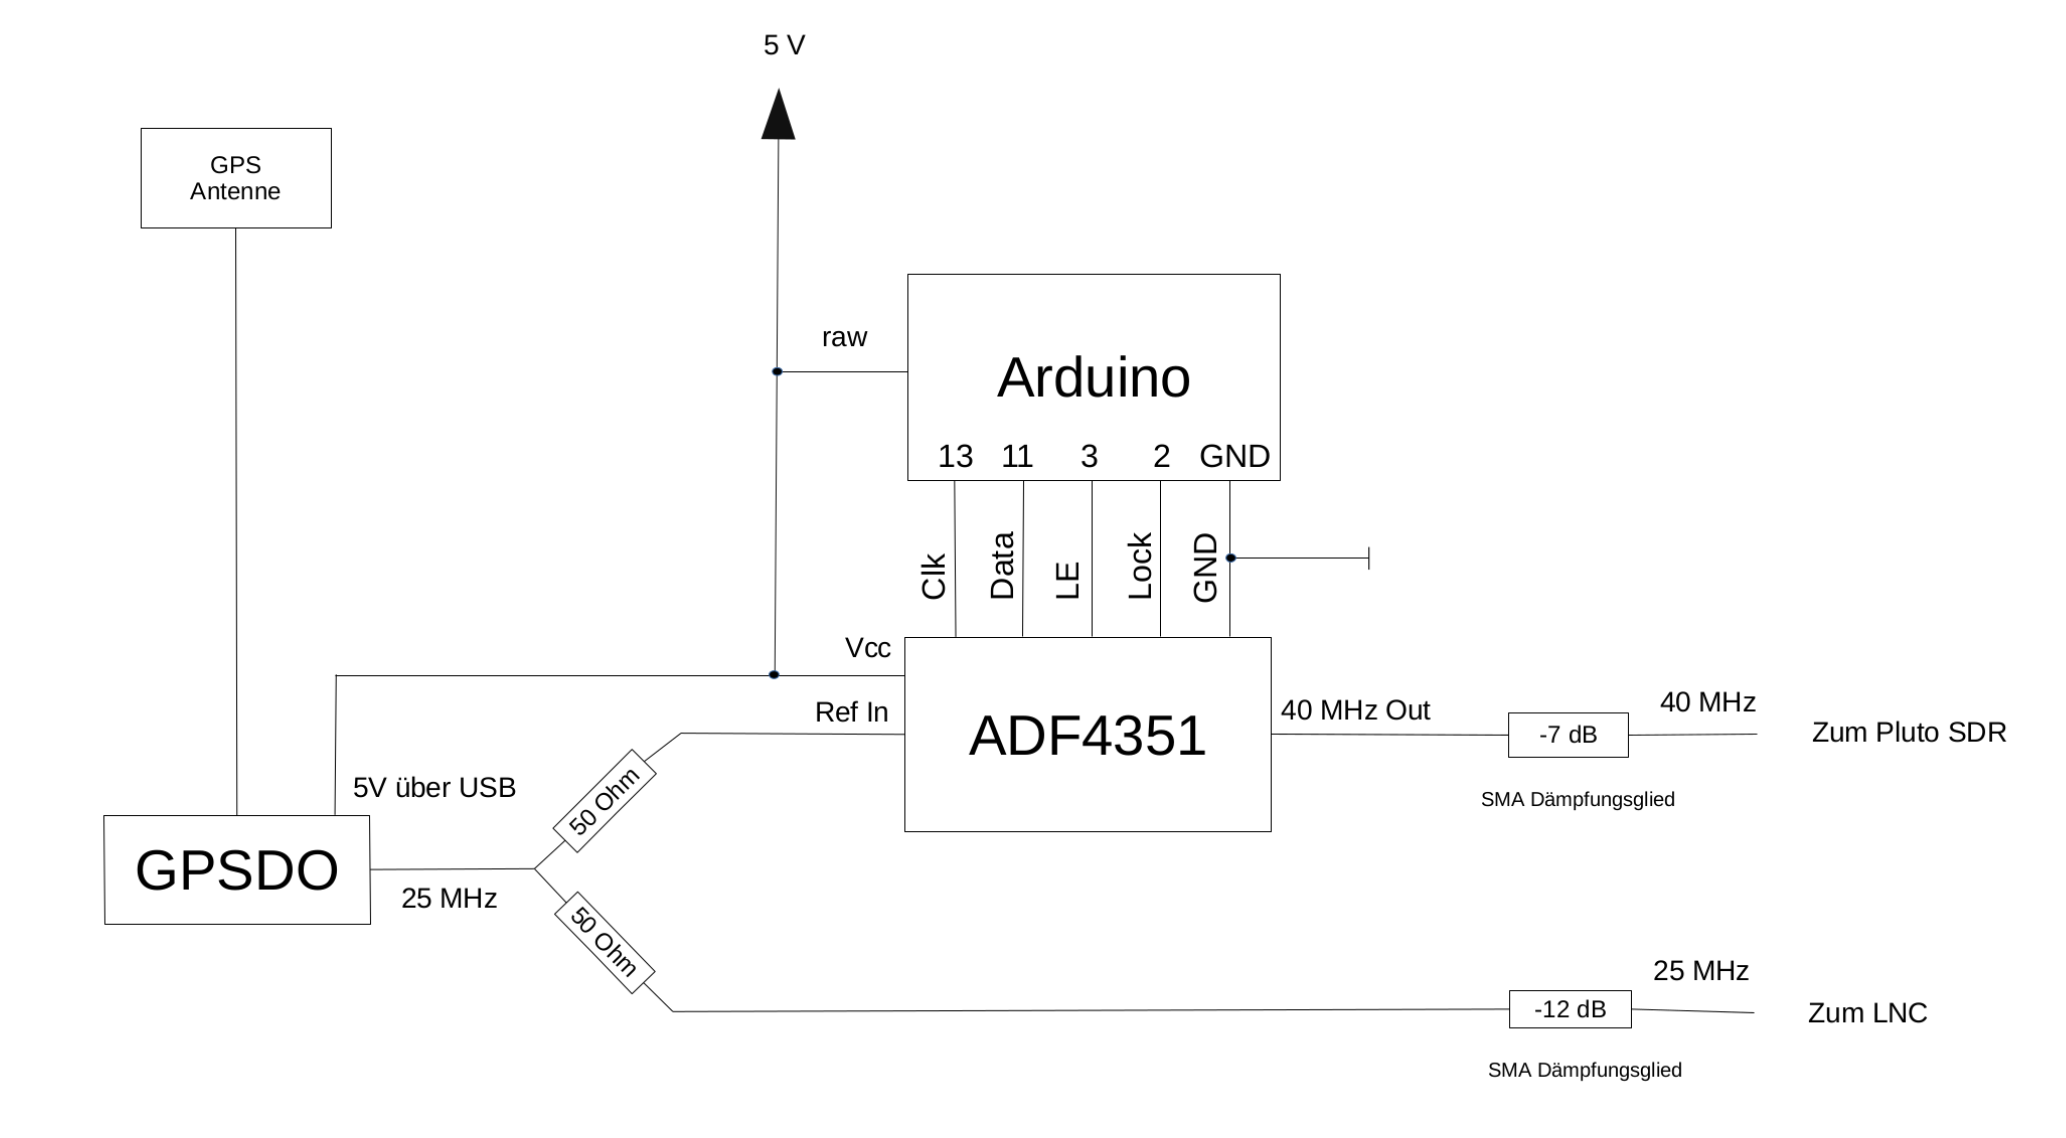 5 V
GPS
Antenne
raw
Arduino
13 11 3 2 GND
Clk
Data
LE
Lock
GND
Vcc
Ref In
ADF4351
40 MHz Out
-7 dB
40 MHz
Zum Pluto SDR
SMA Dämpfungsglied
5V über USB
50 Ohm
GPSDO
25 MHz
50 Ohm
-12 dB
25 MHz
Zum LNC
SMA Dämpfungsglied